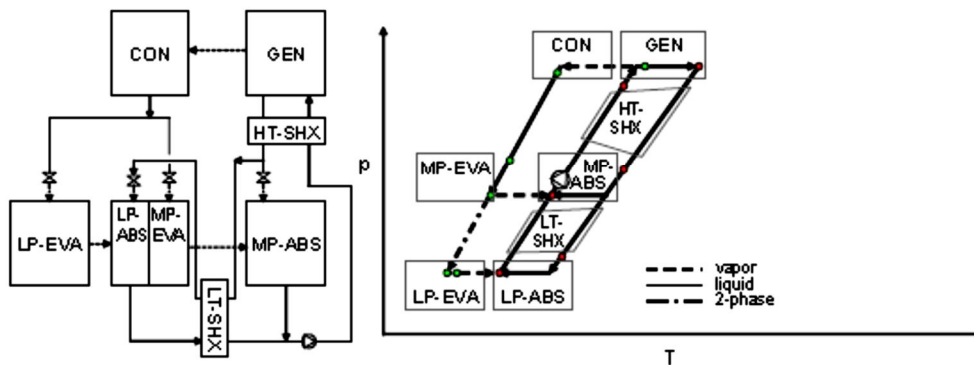 CON
GEN
HT-SHX
LP-EVA
LP-
ABS
MP-
EVA
MP-ABS
LT-SHX
p
CON
GEN
HT-
SHX
MP-EVA
MP-
ABS
LT-
SHX
LP-EVA
LP-ABS
vapor
liquid
2-phase
T